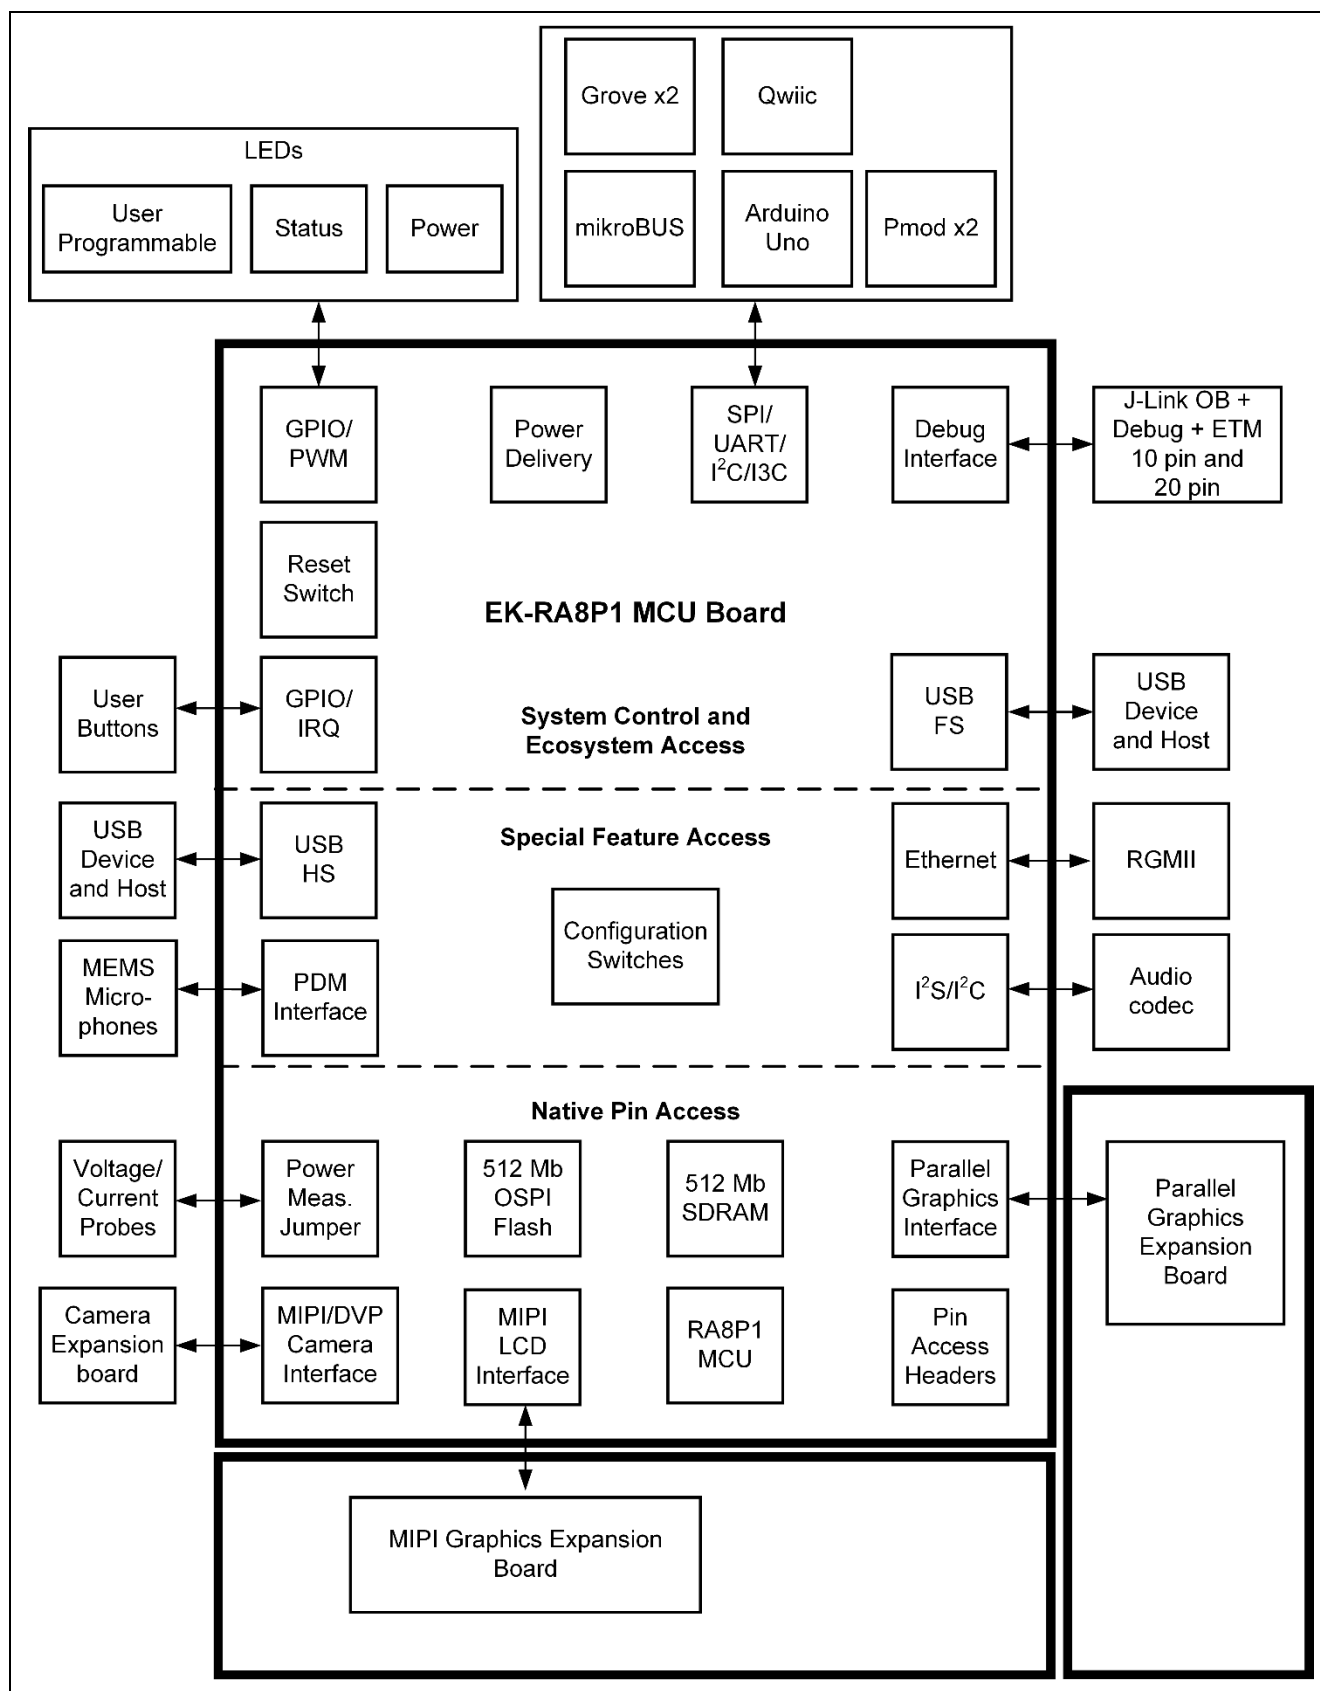 Grove x2
Qwiic
LEDs
User
Programmable
Status
Power
mikroBUS
Arduino
Uno
Pmod x2
GPIO/
PWM
Power
Delivery
SPI/
UART/
I²C/I3C
Debug
Interface
J-Link OB +
Debug + ETM
10 pin and
20 pin
Reset
Switch
EK-RA8P1 MCU Board
User
Buttons
GPIO/
IRQ
System Control and
Ecosystem Access
USB
FS
USB
Device
and Host
USB
Device
and Host
USB
HS
Special Feature Access
Configuration
Switches
Ethernet
RGMII
MEMS
Micro-
phones
PDM
Interface
I²S/I²C
Audio
codec
Native Pin Access
Voltage/
Current
Probes
Power
Meas.
Jumper
512 Mb
OSPI
Flash
512 Mb
SDRAM
Parallel
Graphics
Interface
Parallel
Graphics
Expansion
Board
Camera
Expansion
board
MIPI/DVP
Camera
Interface
MIPI
LCD
Interface
RA8P1
MCU
Pin
Access
Headers
MIPI Graphics Expansion
Board